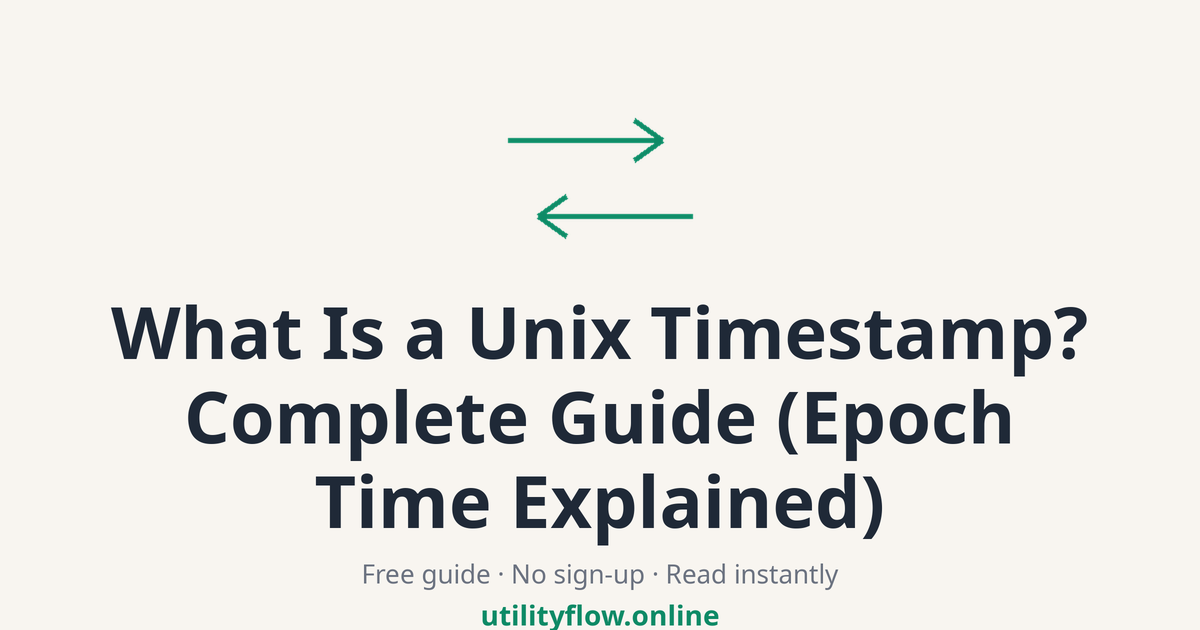 What Is a Unix Timestamp?
Complete Guide (Epoch
Time Explained)
Free guide · No sign-up · Read instantly
utilityflow.online